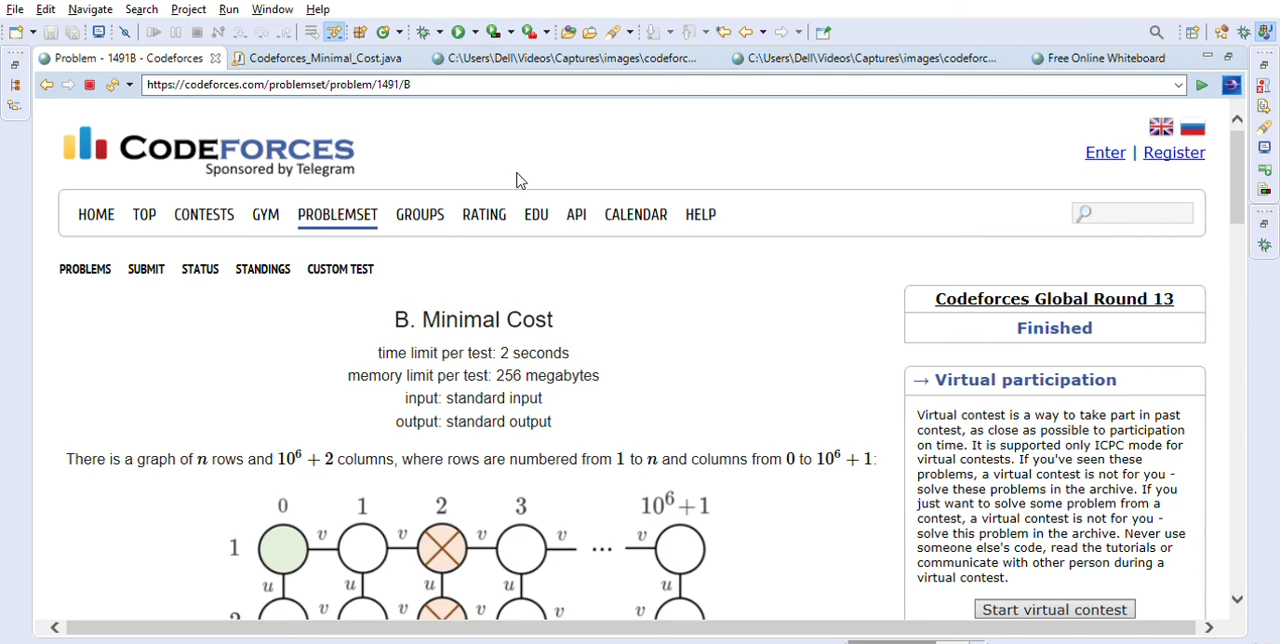 File Edit Navigate Search Project Run Window Help
Problem - 1491B - Codeforces Codeforces_Minimal_Cost.java C:\Users\Dell\Videos\Captures\images\codeforc... C:\Users\Dell\Videos\Captures\images\codeforc... Free Online Whiteboard
https://codeforces.com/problemset/problem/1491/B
CODEFORCES
Sponsored by Telegram
Enter | Register
HOME TOP CONTESTS GYM PROBLEMSET GROUPS RATING EDU API CALENDAR HELP
PROBLEMS SUBMIT STATUS STANDINGS CUSTOM TEST
B. Minimal Cost
time limit per test: 2 seconds
memory limit per test: 256 megabytes
input: standard input
output: standard output
There is a graph of n rows and 10^6 + 2 columns, where rows are numbered from 1 to n and columns from 0 to 10^6 + 1:
0 1 2 3 10^6+1
1 v v v v ... v
u u u u u
2 v v v v v
Codeforces Global Round 13
Finished
→ Virtual participation
Virtual contest is a way to take part in past
contest, as close as possible to participation
on time. It is supported only ICPC mode for
virtual contests. If you've seen these
problems, a virtual contest is not for you -
solve these problems in the archive. If you
just want to solve some problem from a
contest, a virtual contest is not for you -
solve this problem in the archive. Never use
someone else's code, read the tutorials or
communicate with other person during a
virtual contest.
Start virtual contest